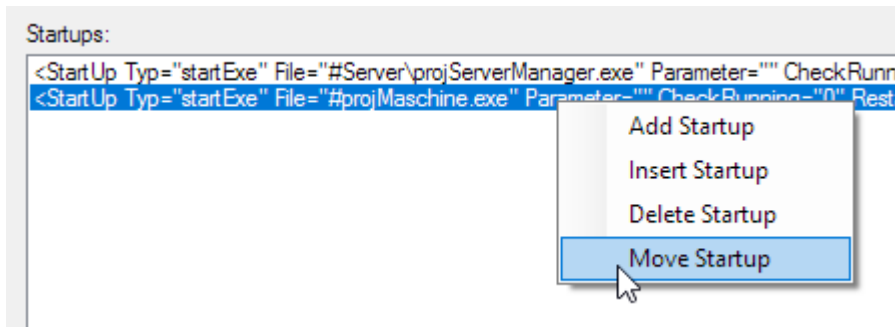 Startups:
<StartUp Typ="startExe" File="#Server\projServerManager.exe" Parameter="" CheckRunn
<StartUp Typ="startExe" File="#projMaschine.exe" Parameter="" CheckRunning="0" Rest
Add Startup
Insert Startup
Delete Startup
Move Startup